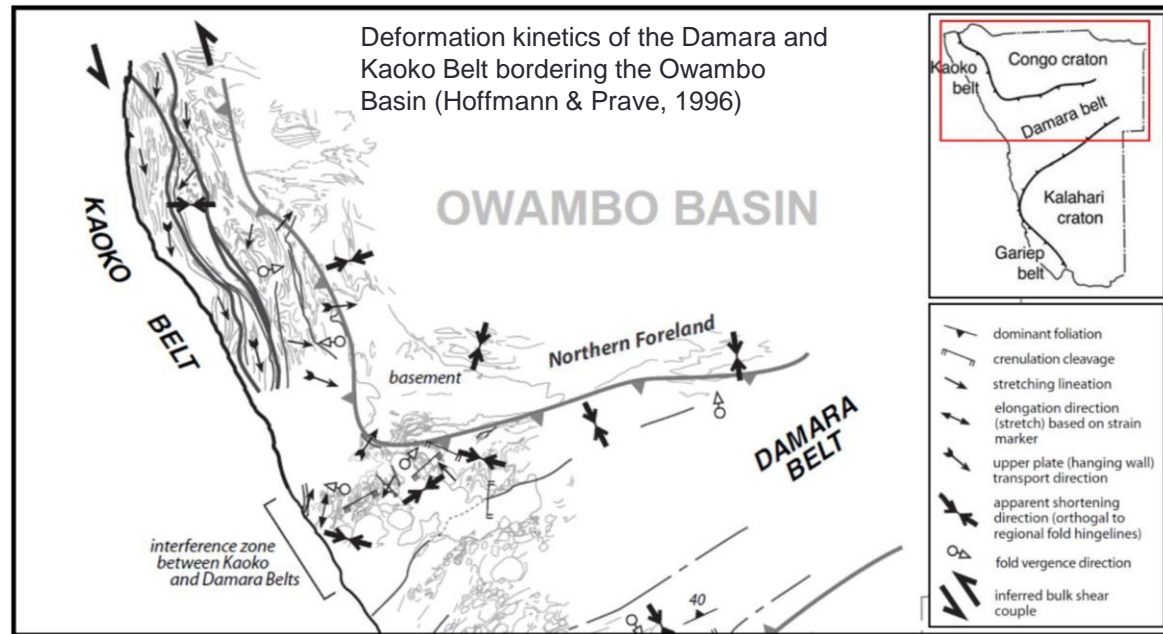 Deformation kinetics of the Damara and
Kaoko Belt bordering the Owambo
Basin (Hoffmann & Prave, 1996)
OWAMBO BASIN
KAOKO
BELT
Northern Foreland
basement
DAMARA
BELT
interference zone
between Kaoko
and Damara Belts
40
Kaoko
belt
Congo craton
Damara belt
Kalahari
craton
Gariep
belt
dominant foliation
crenulation cleavage
stretching lineation
elongation direction
(stretch) based on strain
marker
upper plate (hanging wall)
transport direction
apparent shortening
direction (orthogal to
regional fold hingelines)
fold vergence direction
inferred bulk shear
couple